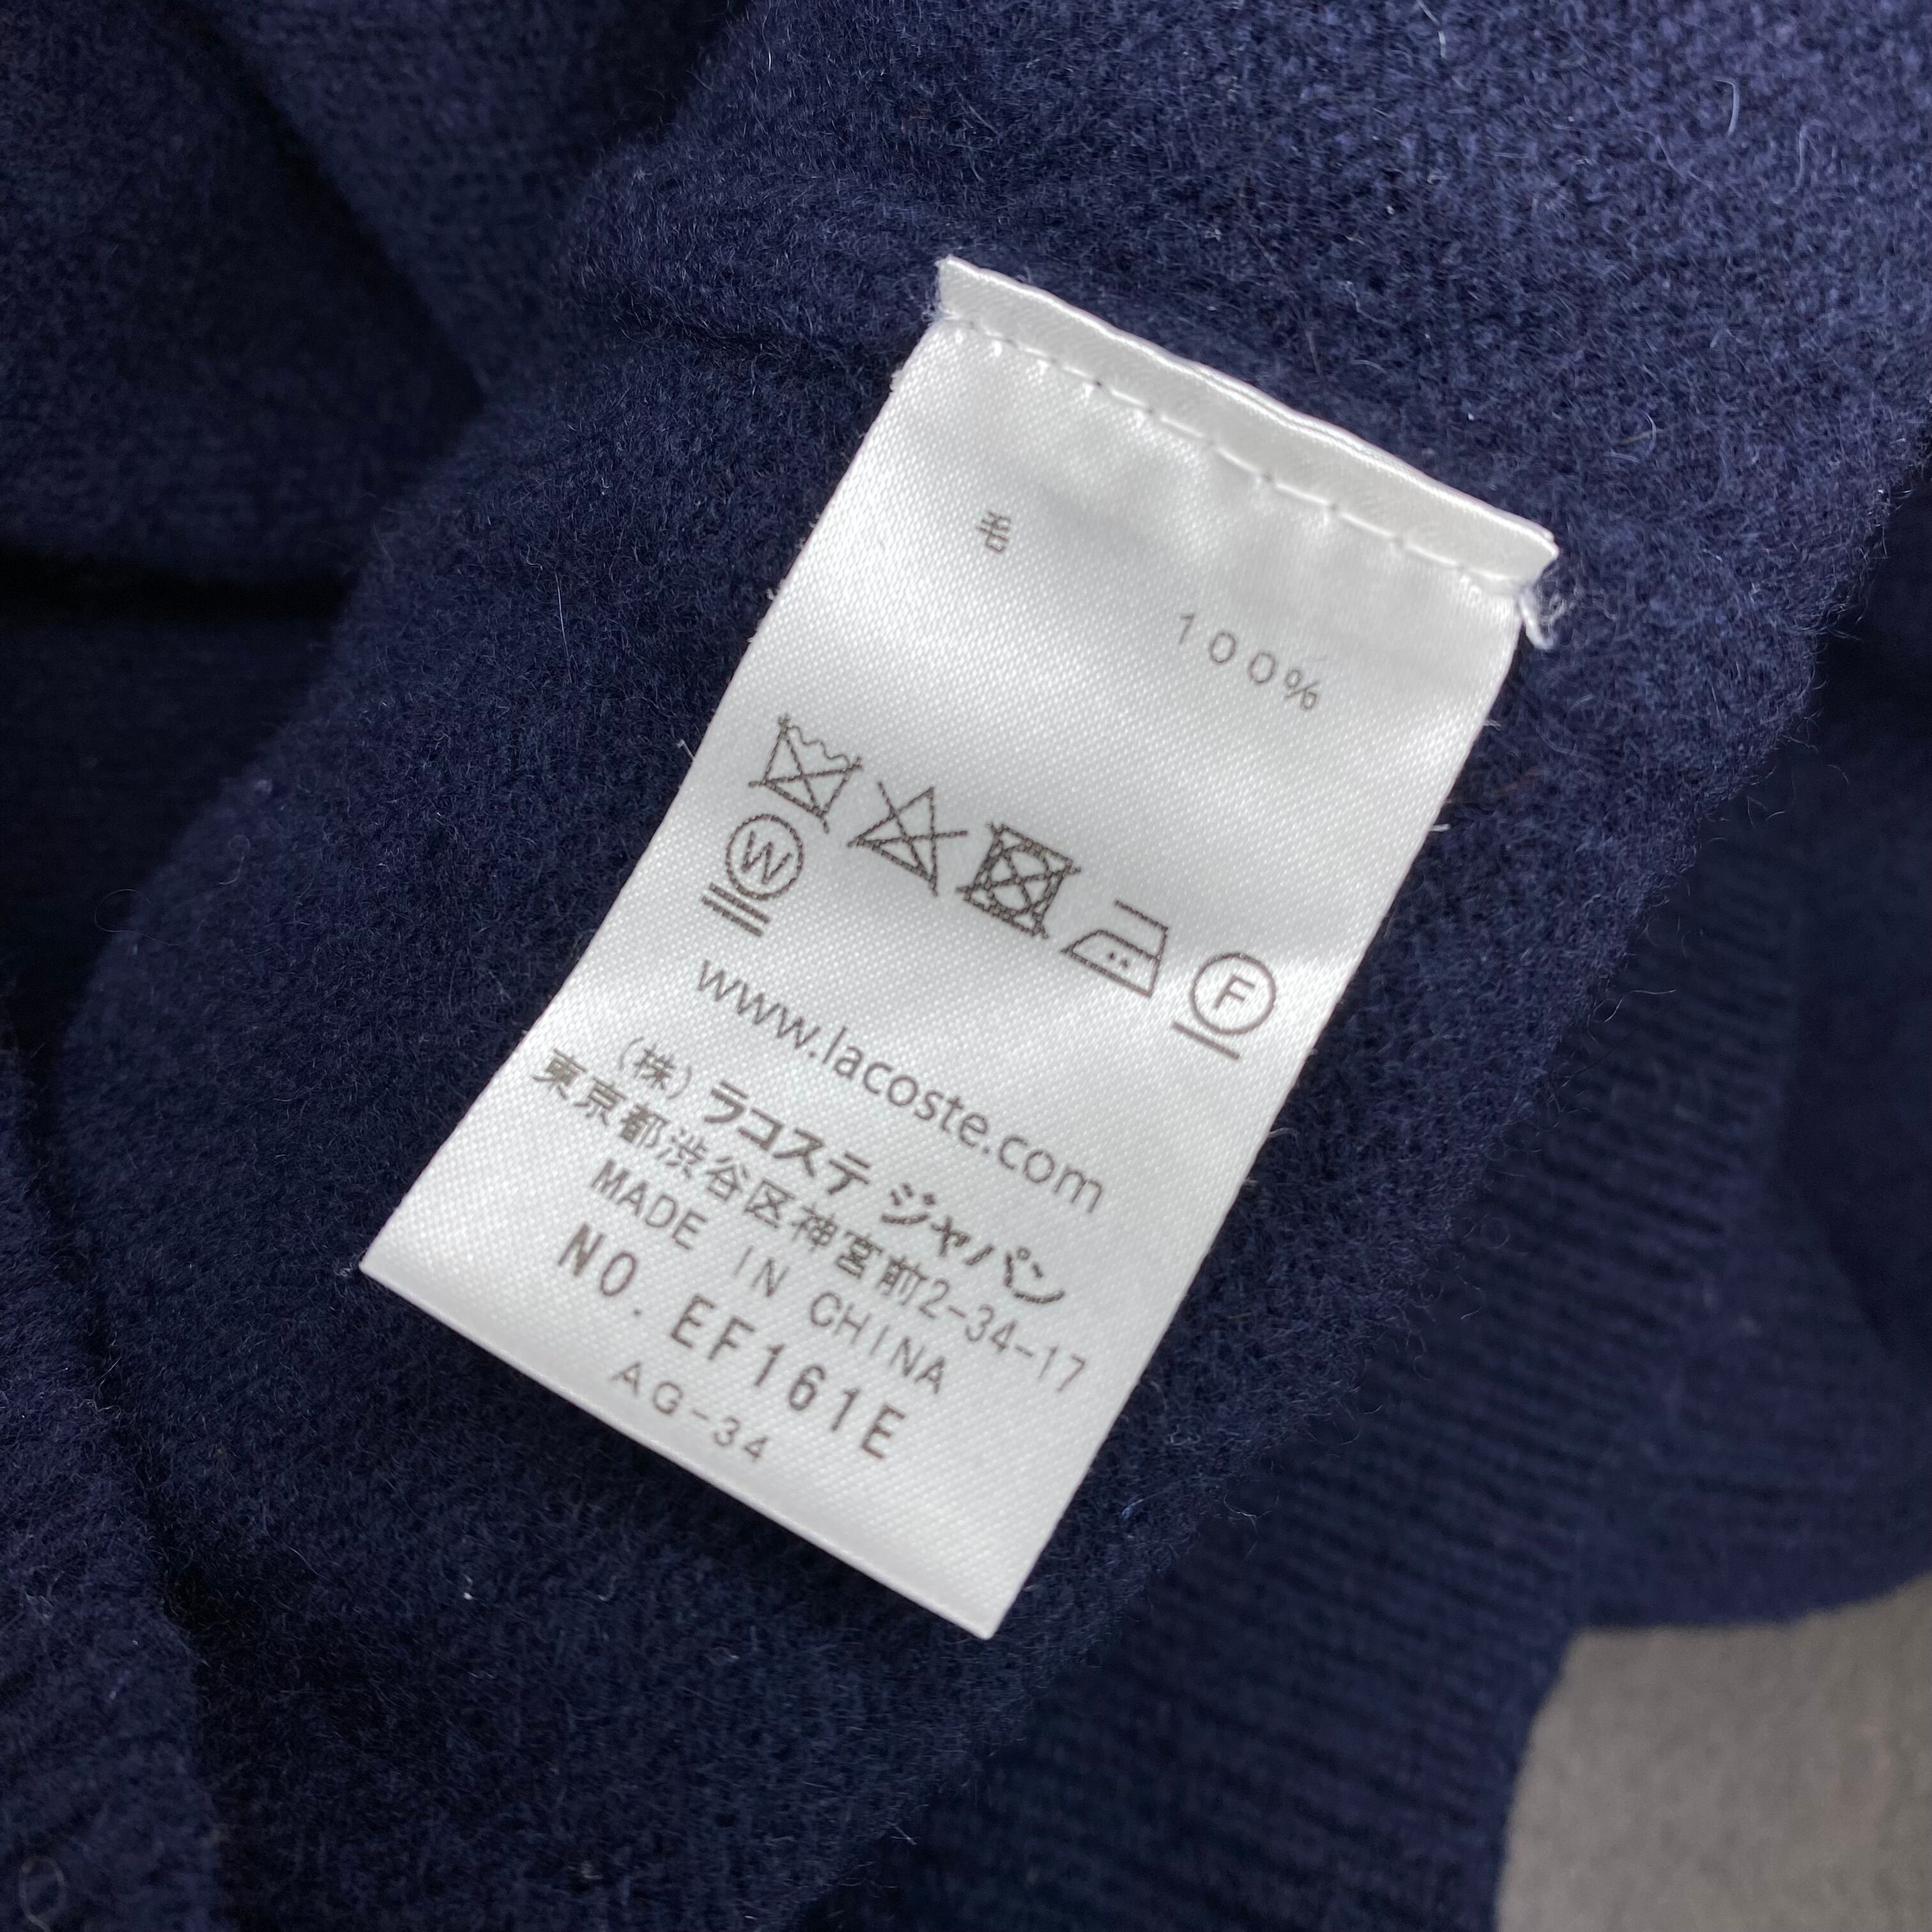 毛 100%
F
W
www.lacoste.com
(株) ラコステ ジャパン
東京都渋谷区神宮前2-34-17
MADE IN CHINA
NO. EF161E
AG-34